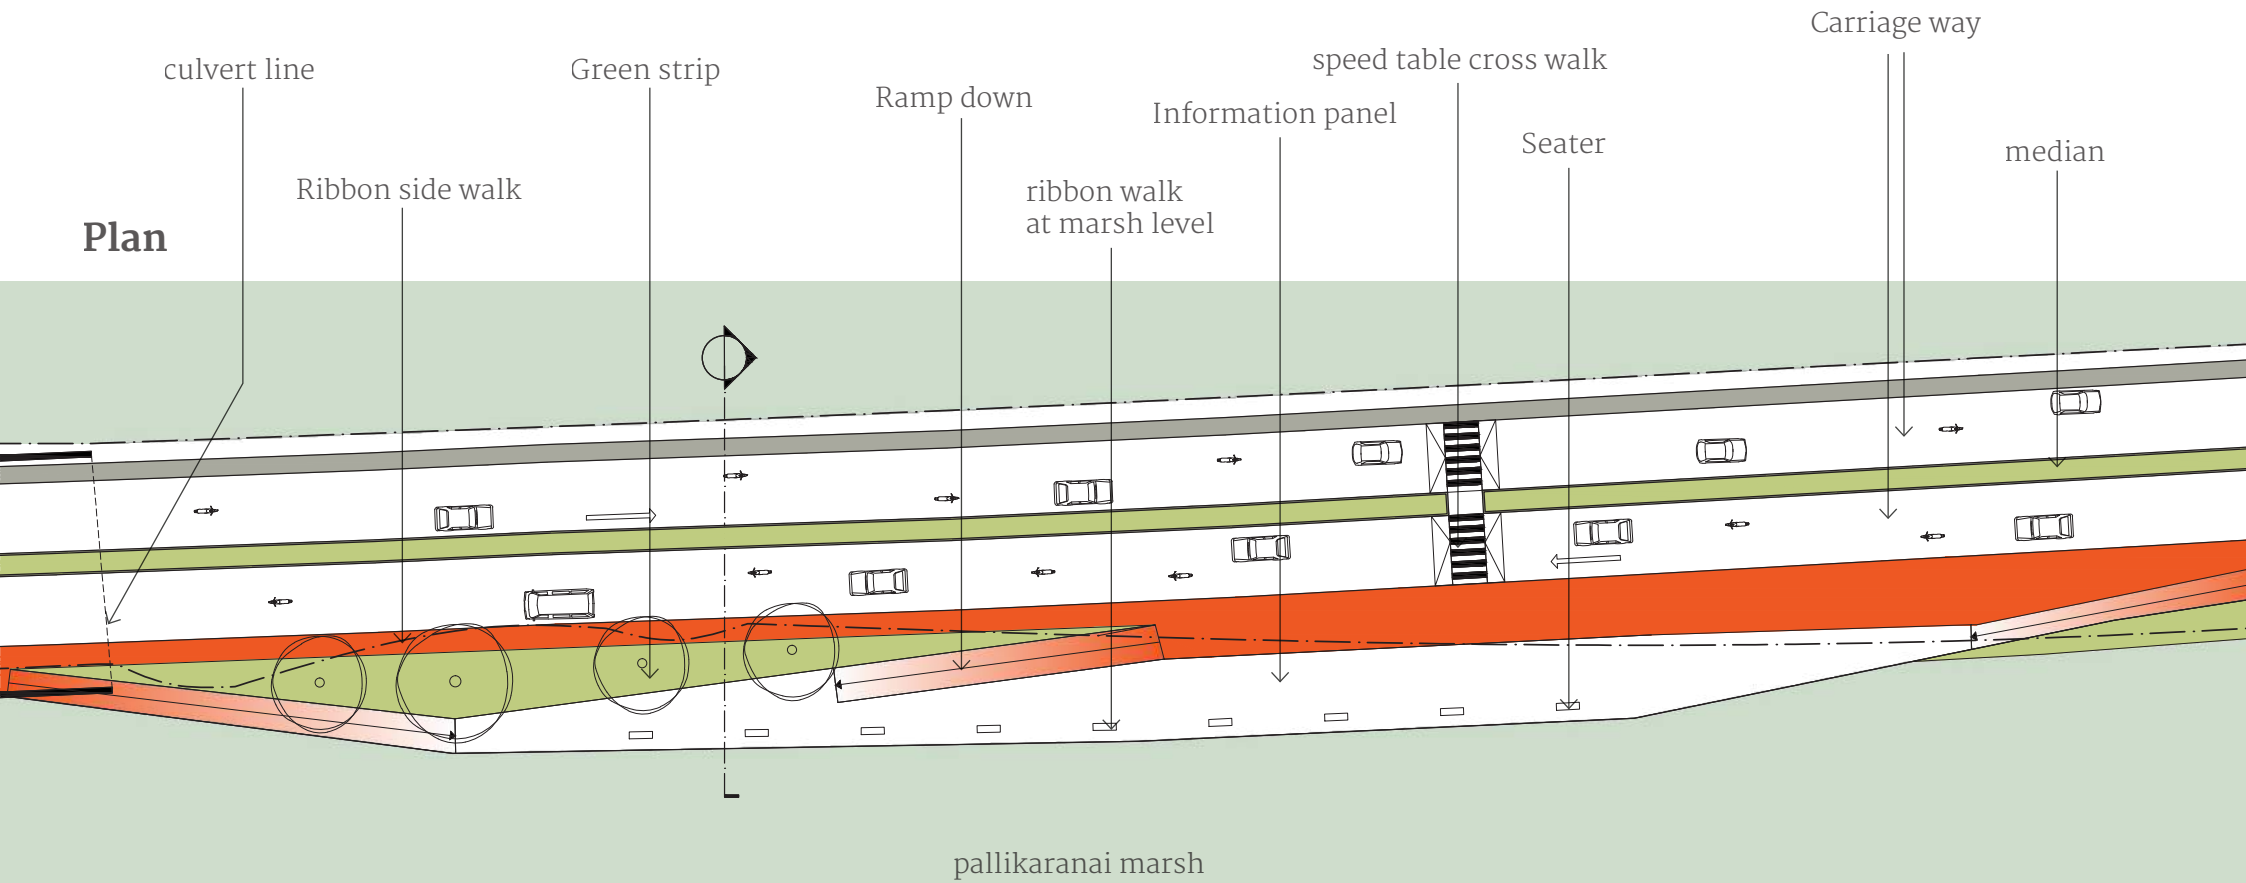 Carriage way
speed table cross walk
culvert line
Green strip
Ramp down
Information panel
Seater
median
Ribbon side walk
ribbon walk
at marsh level
Plan
pallikaranai marsh